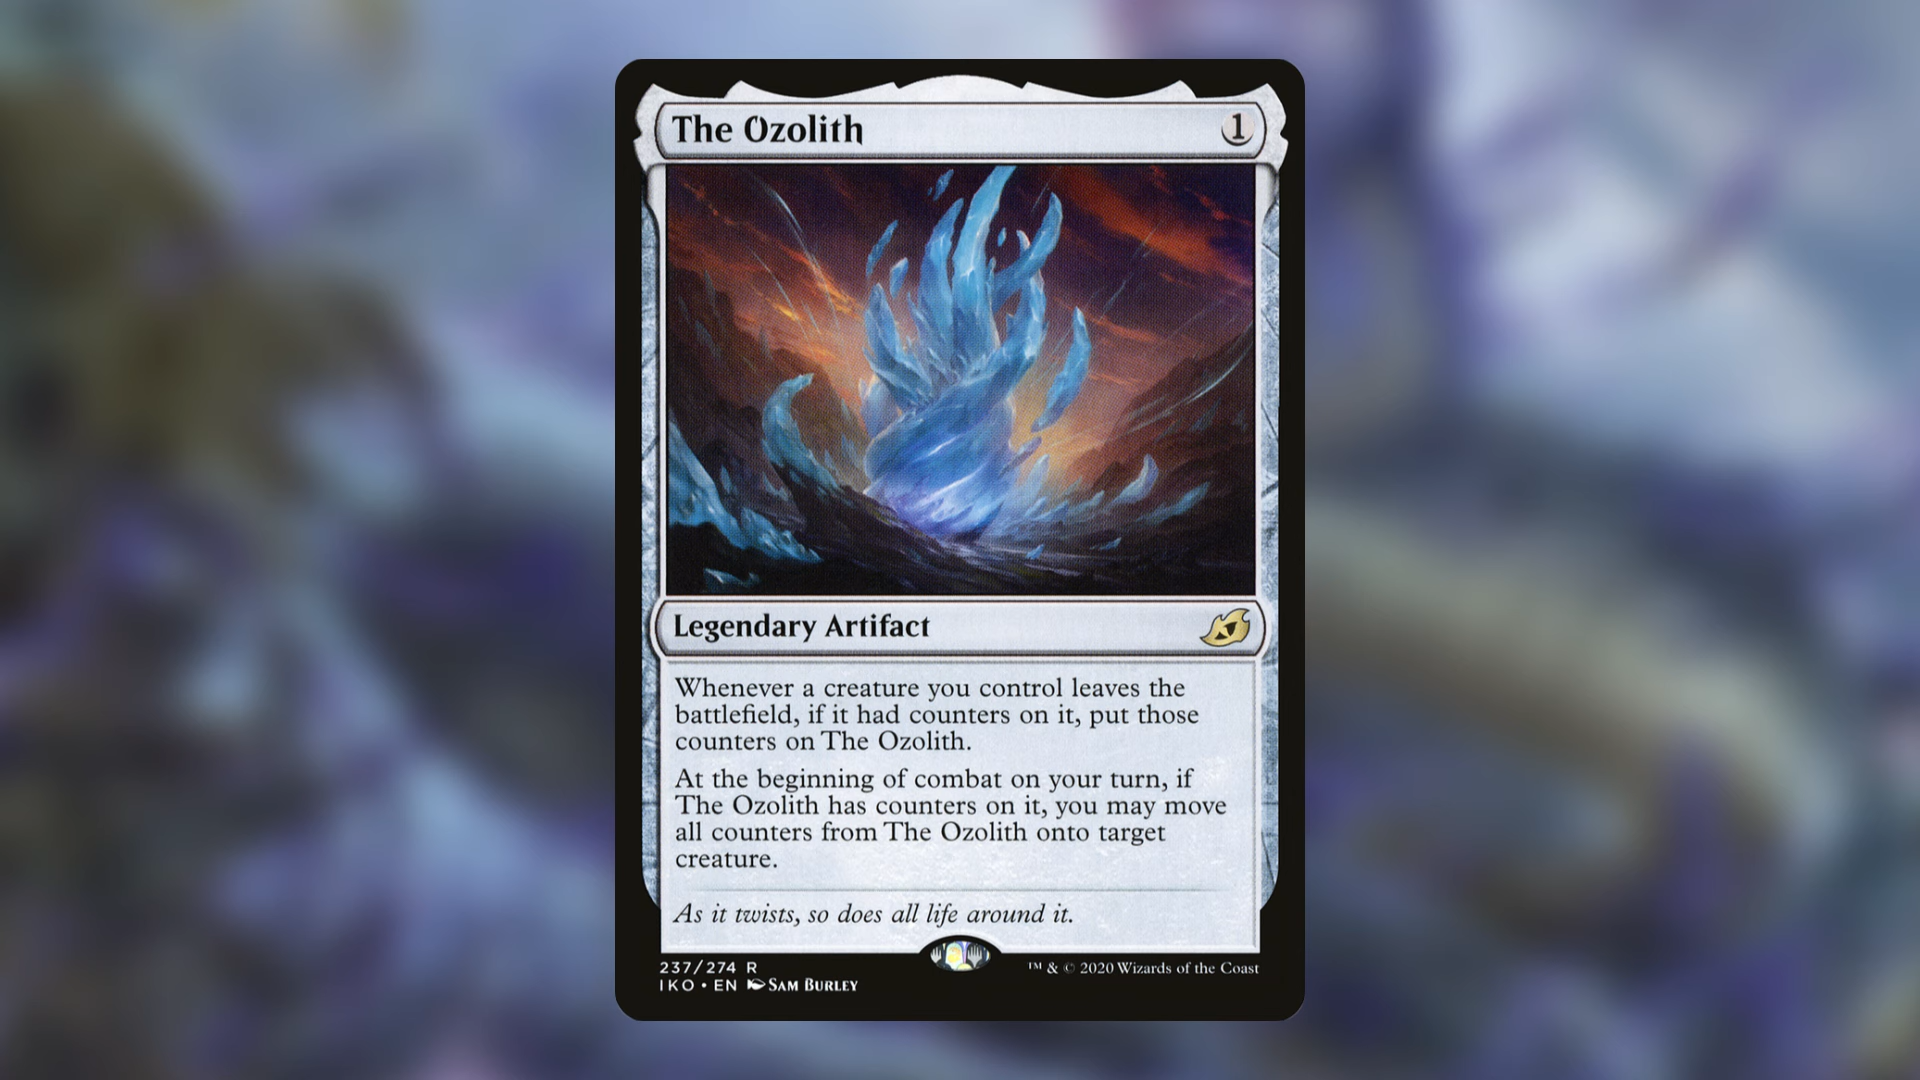 The Ozolith
1
Legendary Artifact
Whenever a creature you control leaves the
battlefield, if it had counters on it, put those
counters on The Ozolith.
At the beginning of combat on your turn, if
The Ozolith has counters on it, you may move
all counters from The Ozolith onto target
creature.
As it twists, so does all life around it.
237/274 R
IKO • EN SAM BURLEY
™ & © 2020 Wizards of the Coast